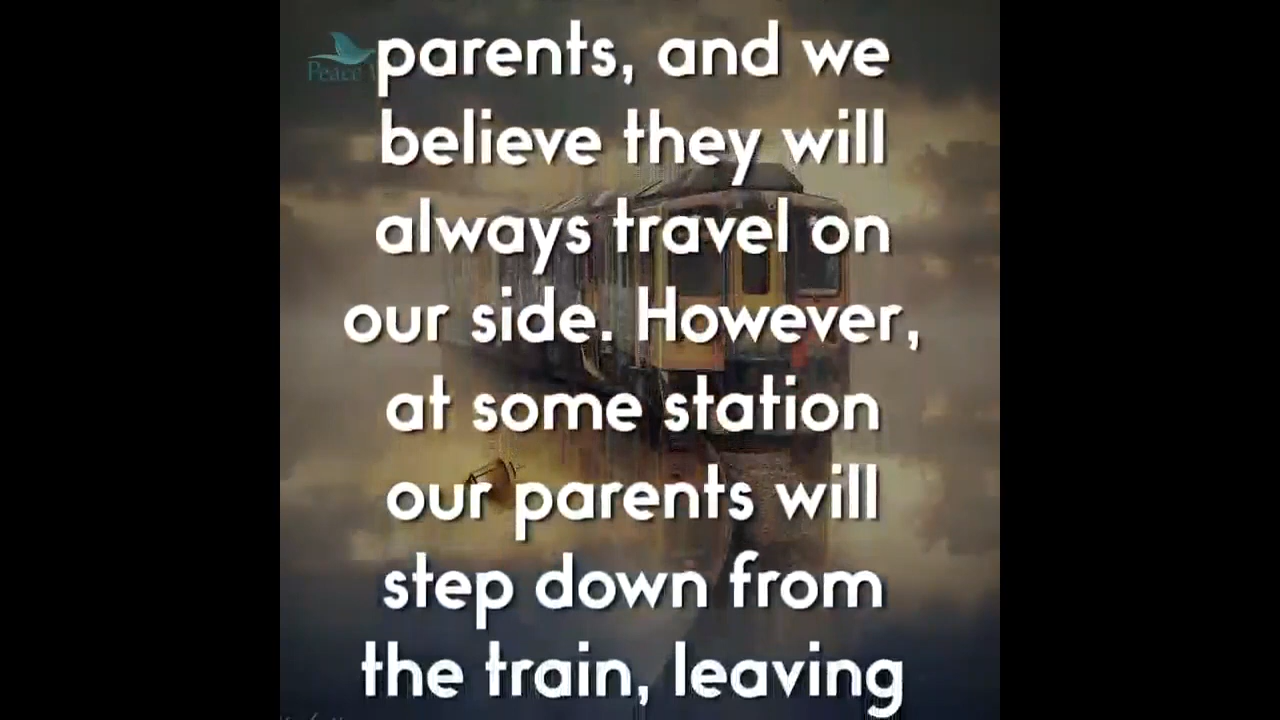 Peace
parents, and we
believe they will
always travel on
our side. However,
at some station
our parents will
step down from
the train, leaving